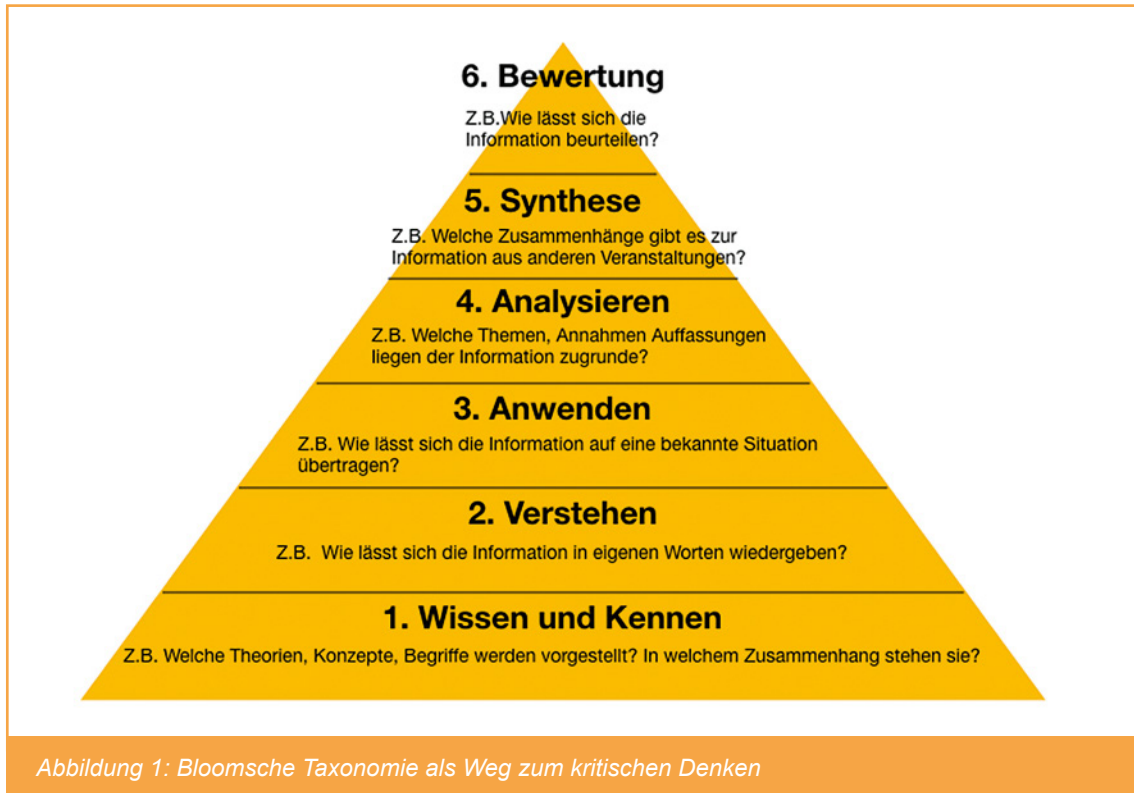 6. Bewertung
Z.B.Wie lässt sich die
Information beurteilen?
5. Synthese
Z.B. Welche Zusammenhänge gibt es zur
Information aus anderen Veranstaltungen?
4. Analysieren
Z.B. Welche Themen, Annahmen Auffassungen
liegen der Information zugrunde?
3. Anwenden
Z.B. Wie lässt sich die Information auf eine bekannte Situation
übertragen?
2. Verstehen
Z.B. Wie lässt sich die Information in eigenen Worten wiedergeben?
1. Wissen und Kennen
Z.B. Welche Theorien, Konzepte, Begriffe werden vorgestellt? In welchem Zusammenhang stehen sie?
Abbildung 1: Bloomsche Taxonomie als Weg zum kritischen Denken